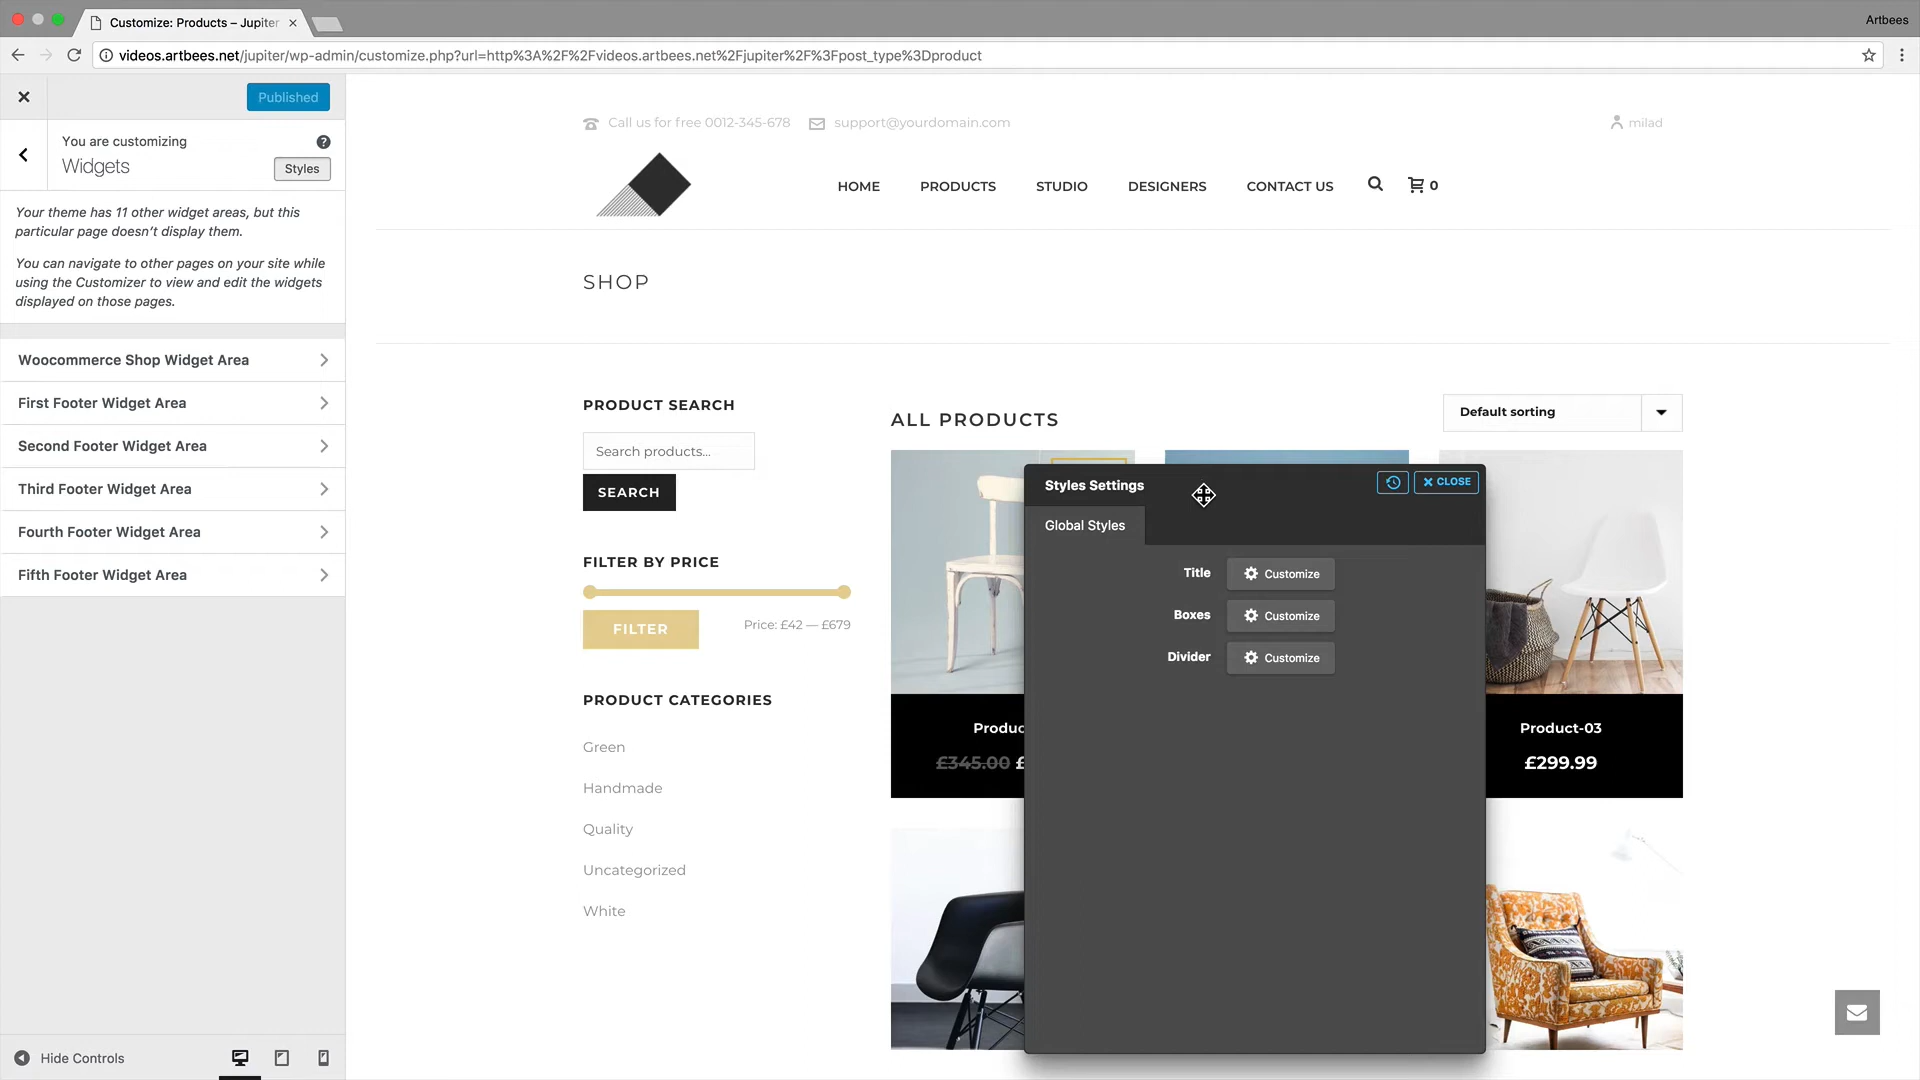 Customize: Products – Jupiter
Artbees
videos.artbees.net/jupiter/wp-admin/customize.php?url=http%3A%2F%2Fvideos.artbees.net%2Fjupiter%2F%3Fpost_type%3Dproduct
Published
You are customizing
Widgets
Styles
Your theme has 11 other widget areas, but this
particular page doesn’t display them.
You can navigate to other pages on your site while
using the Customizer to view and edit the widgets
displayed on those pages.
Woocommerce Shop Widget Area
First Footer Widget Area
Second Footer Widget Area
Third Footer Widget Area
Fourth Footer Widget Area
Fifth Footer Widget Area
Hide Controls
Call us for free 0012-345-678
support@yourdomain.com
milad
HOME
PRODUCTS
STUDIO
DESIGNERS
CONTACT US
0
SHOP
PRODUCT SEARCH
Search products...
SEARCH
FILTER BY PRICE
FILTER
Price: £42 — £679
PRODUCT CATEGORIES
Green
Handmade
Quality
Uncategorized
White
ALL PRODUCTS
Default sorting
Produc
£345.00 £
Product-03
£299.99
Styles Settings
CLOSE
Global Styles
Title Customize
Boxes Customize
Divider Customize